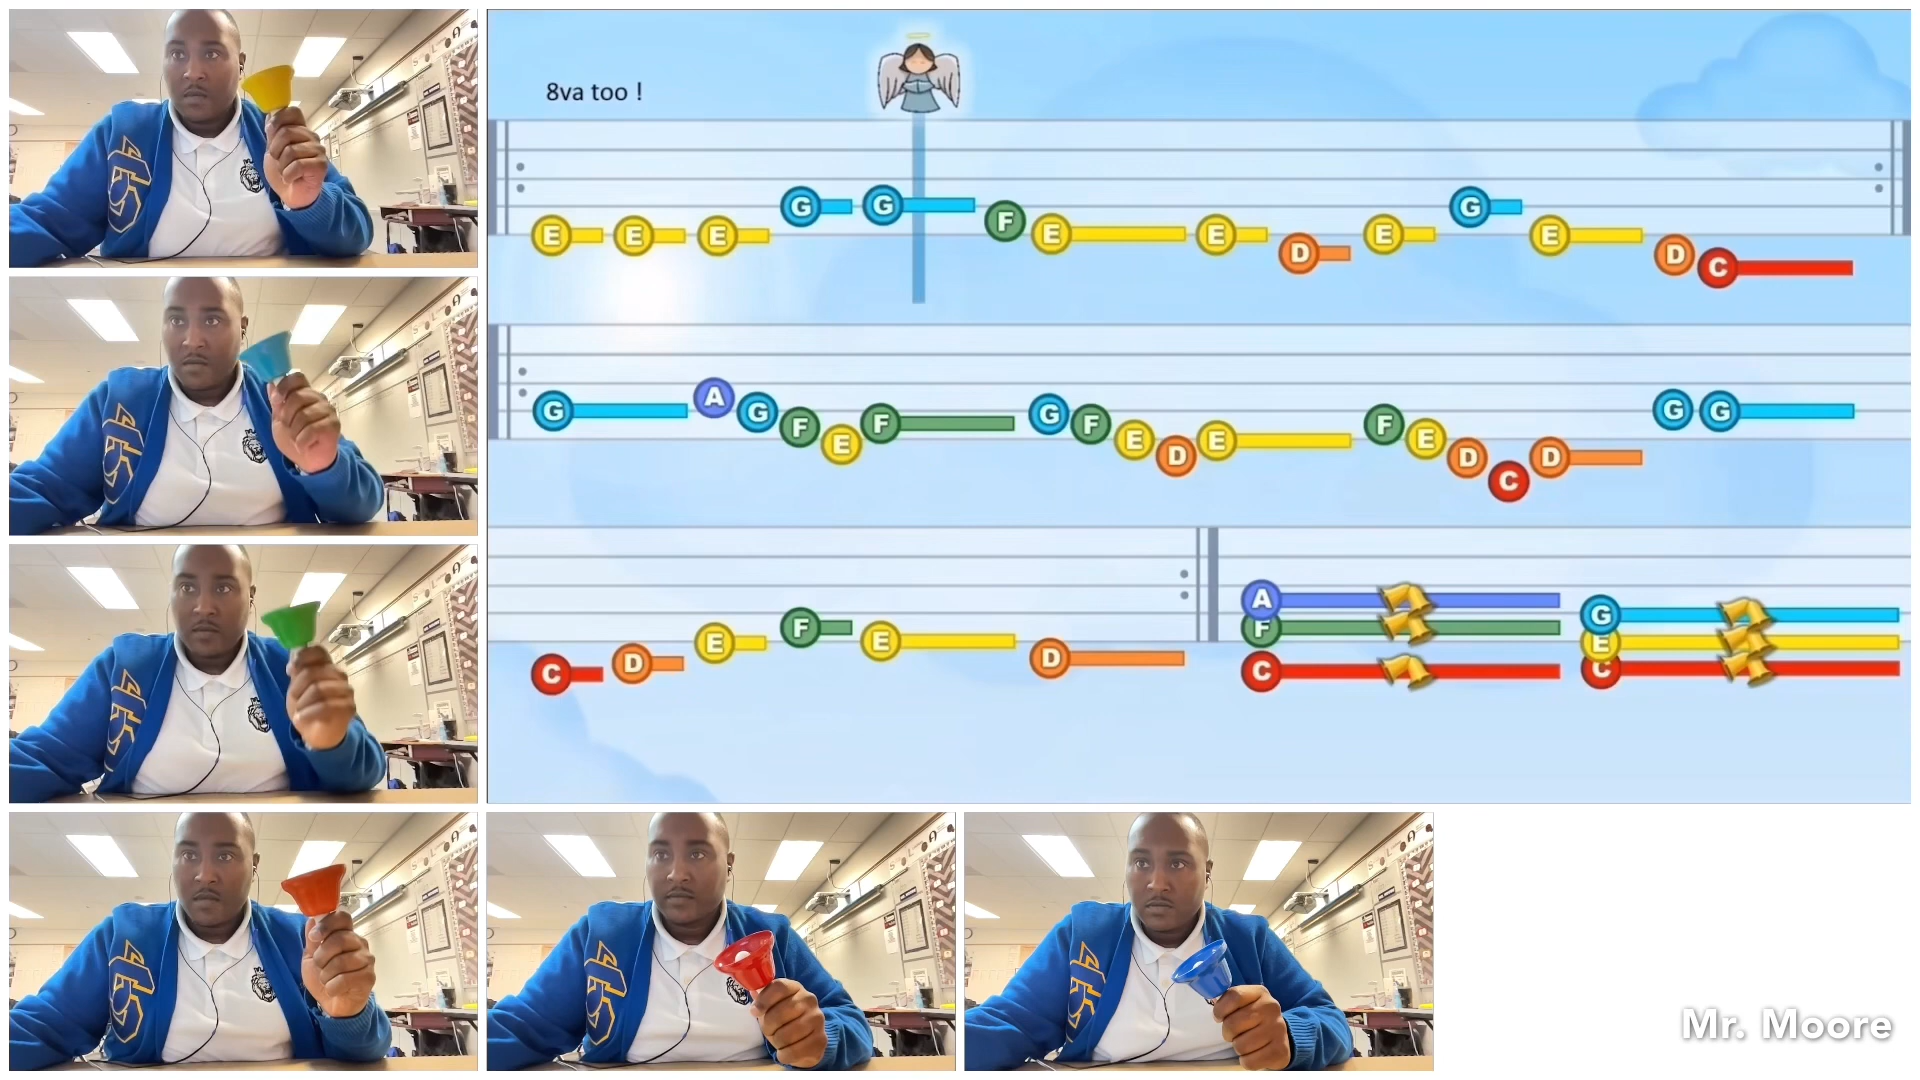 8va too !
E E E G G F E E D E G E D C
G A G F E F G F E D E F E D C D G G
C D E F E D A F C G E C
Mr. Moore